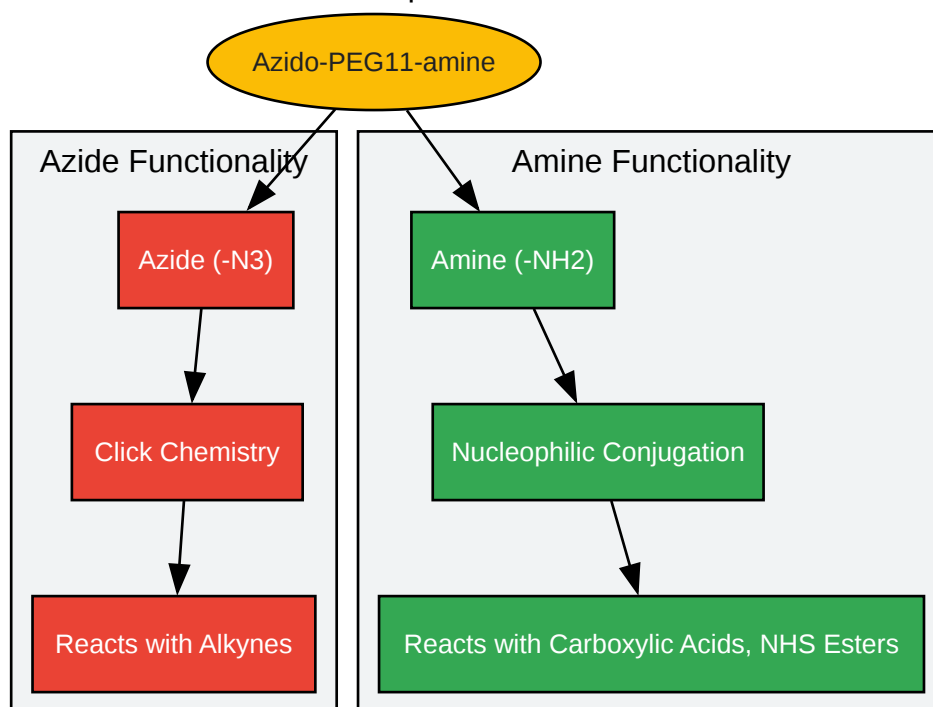 Azido-PEG11-amine
Azide Functionality
Amine Functionality
Azide (-N3)
Amine (-NH2)
Click Chemistry
Nucleophilic Conjugation
Reacts with Alkynes
Reacts with Carboxylic Acids, NHS Esters